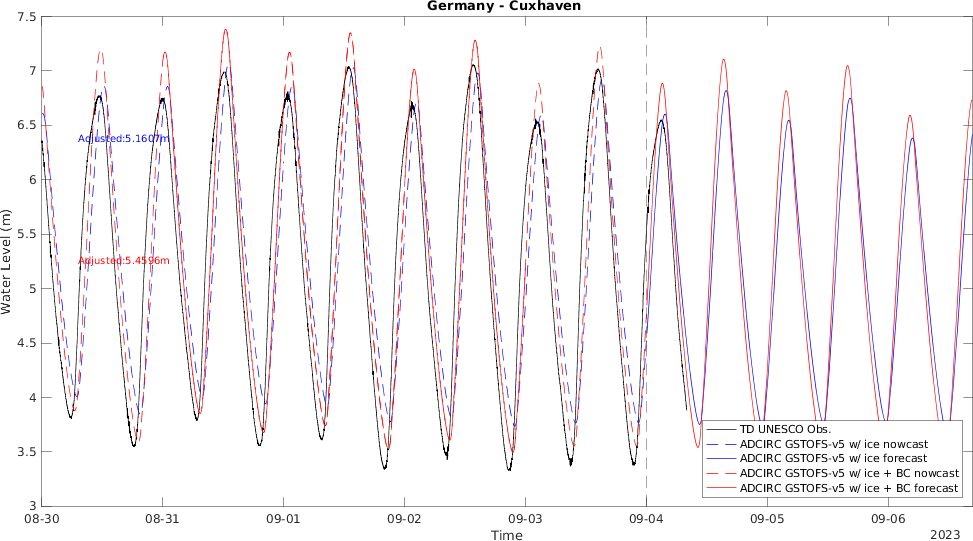 Germany - Cuxhaven
7.5
7
6.5
6
5.5
5
4.5
4
3.5
3
Water Level (m)
Adjusted:5.1607m
Adjusted:5.4596m
TD UNESCO Obs.
ADCIRC GSTOFS-v5 w/ ice nowcast
ADCIRC GSTOFS-v5 w/ ice forecast
ADCIRC GSTOFS-v5 w/ ice + BC nowcast
ADCIRC GSTOFS-v5 w/ ice + BC forecast
08-30 08-31 09-01 09-02 09-03 09-04 09-05 09-06
Time
2023